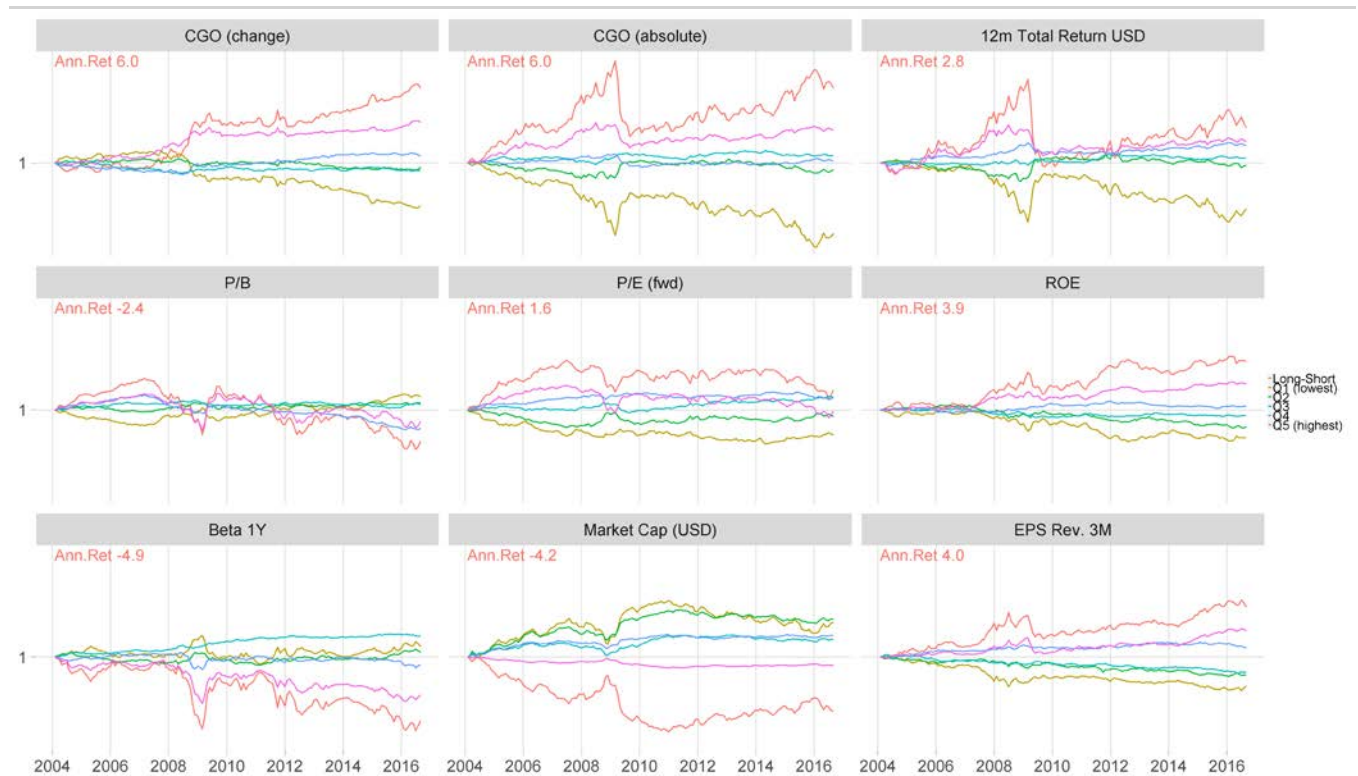 CGO (change)
CGO (absolute)
12m Total Return USD
Ann.Ret 6.0
Ann.Ret 6.0
Ann.Ret 2.8
1
P/B
P/E (fwd)
ROE
Ann.Ret -2.4
Ann.Ret 1.6
Ann.Ret 3.9
1
Long-Short
Q1 (lowest)
Q2
Q3
Q4
Q5 (highest)
Beta 1Y
Market Cap (USD)
EPS Rev. 3M
Ann.Ret -4.9
Ann.Ret -4.2
Ann.Ret 4.0
1
2004 2006 2008 2010 2012 2014 2016
2004 2006 2008 2010 2012 2014 2016
2004 2006 2008 2010 2012 2014 2016